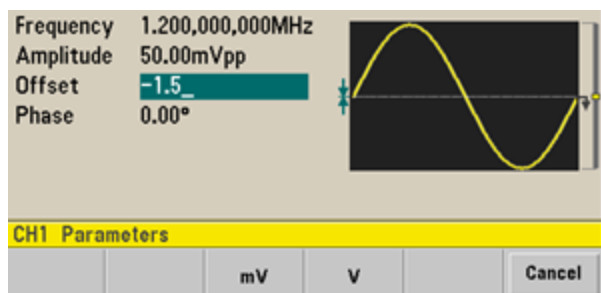 Frequency 1.200,000,000MHz
Amplitude 50.00mVpp
Offset -1.5_
Phase 0.00°
CH1 Parameters
mV V Cancel